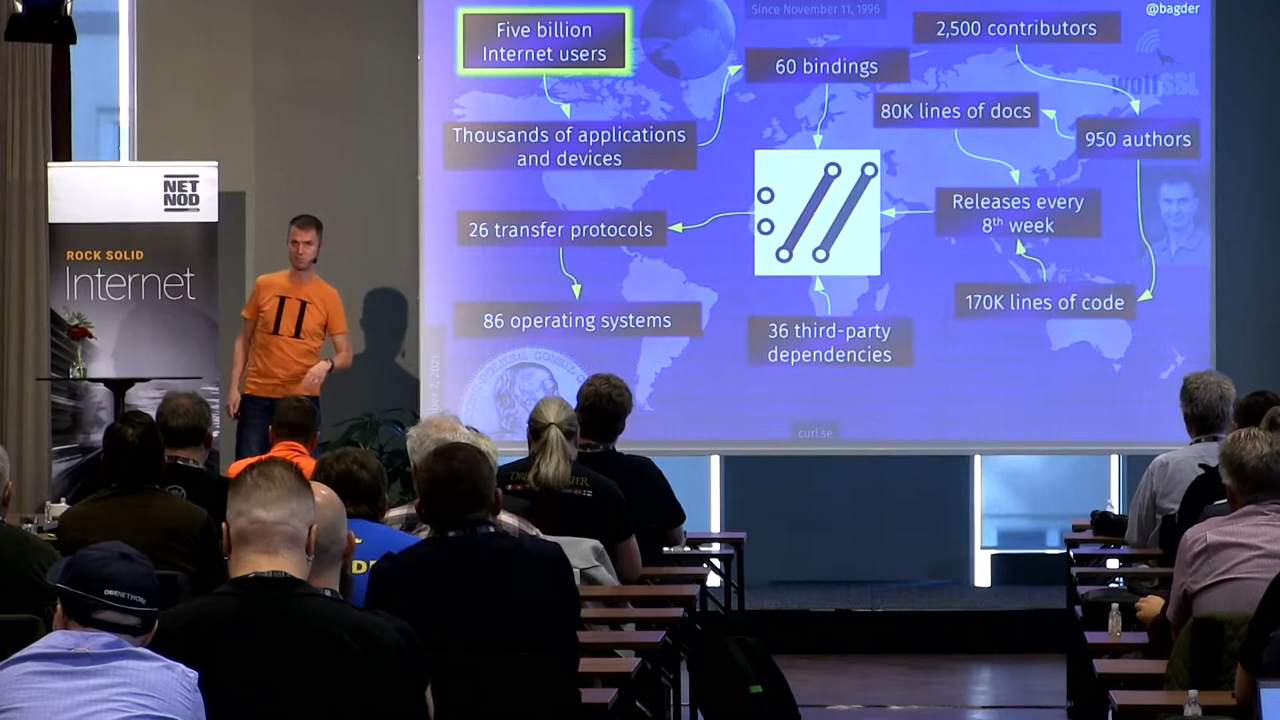 Since November 11, 1996
@bagder
Five billion
Internet users
2,500 contributors
60 bindings
wolfSSL
80K lines of docs
Thousands of applications
and devices
950 authors
NET
NOD
26 transfer protocols
Releases every
8th week
ROCK SOLID
Internet
II
86 operating systems
170K lines of code
36 third-party
dependencies
curl.se
OBENETWORK